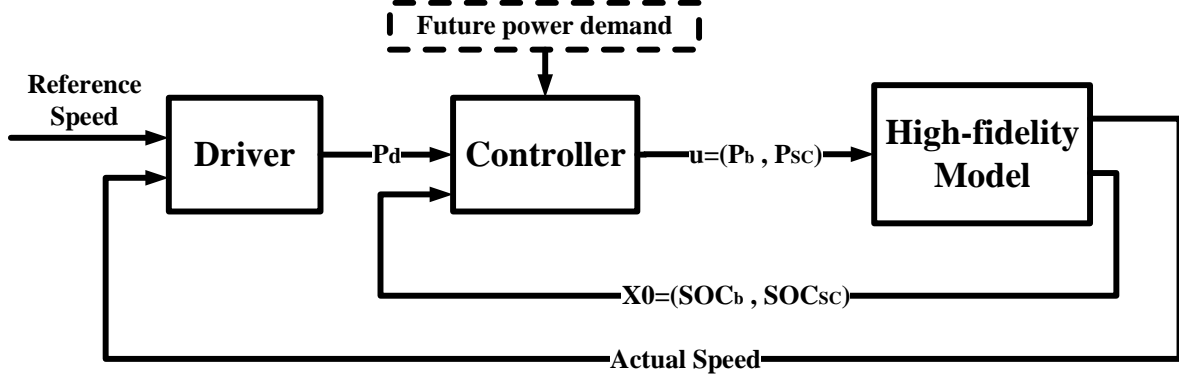 Future power demand
Reference
Speed
Driver
Pd
Controller
u=(Pb , PSC)
High-fidelity
Model
X0=(SOCb , SOCSC)
Actual Speed